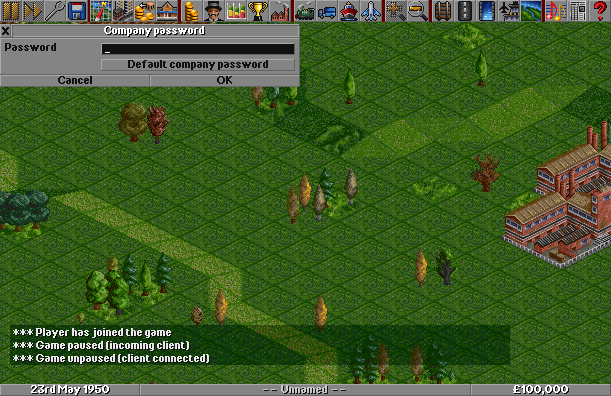 Company password
Password
_
Default company password
Cancel
OK
*** Player has joined the game
*** Game paused (incoming client)
*** Game unpaused (client connected)
23rd May 1950
-- Unnamed --
£100,000